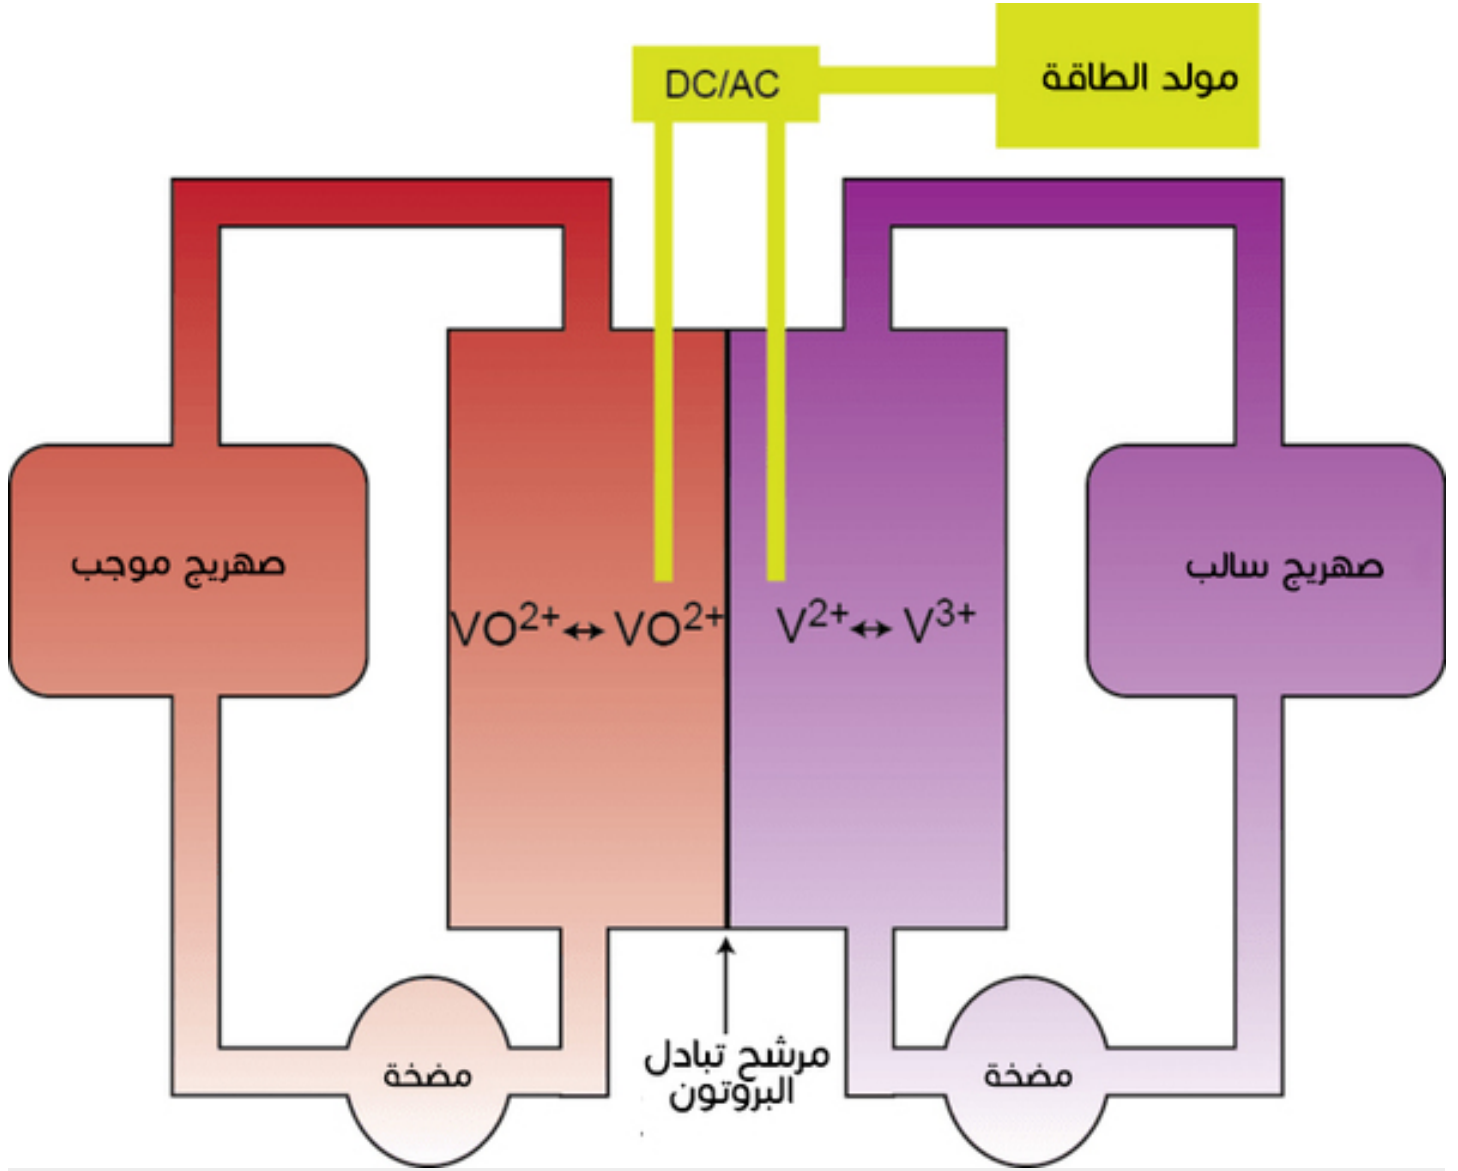 DC/AC
مولد الطاقة
صهريج موجب
صهريج سالب
VO²⁺↔VO²⁺
V²⁺↔V³⁺
مرشح تبادل
البروتون
مضخة
مضخة